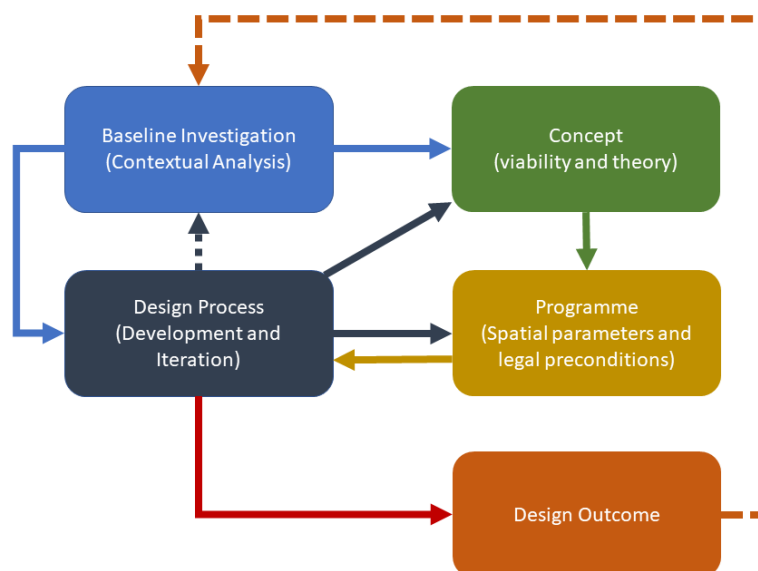 Baseline Investigation
(Contextual Analysis)
Concept
(viability and theory)
Design Process
(Development and
Iteration)
Programme
(Spatial parameters and
legal preconditions)
Design Outcome